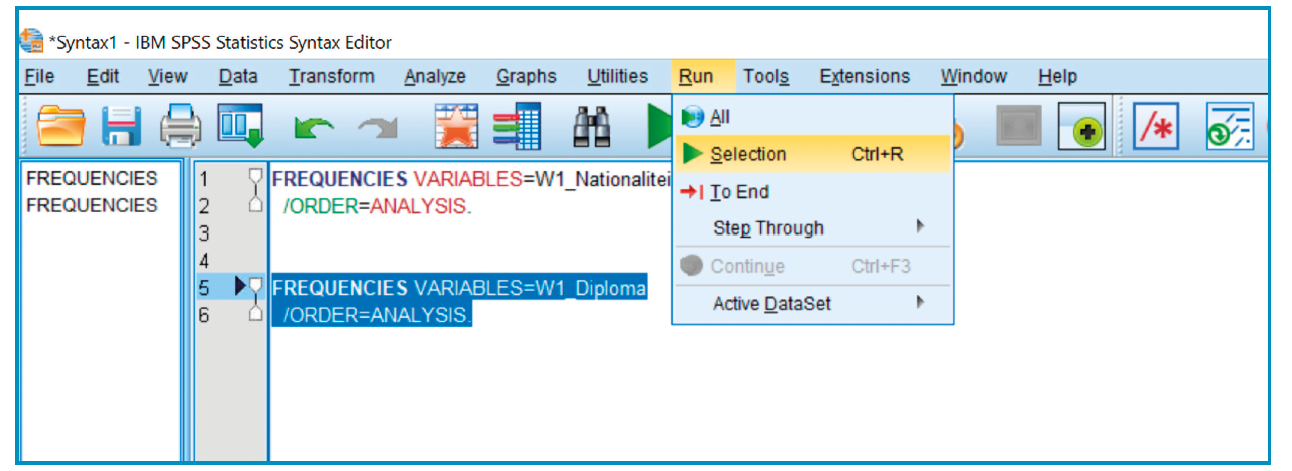 *Syntax1 - IBM SPSS Statistics Syntax Editor
File Edit View Data Transform Analyze Graphs Utilities Run Tools Extensions Window Help
All
Selection Ctrl+R
To End
Step Through
Continue Ctrl+F3
Active DataSet
FREQUENCIES
FREQUENCIES
1 FREQUENCIES VARIABLES=W1_Nationalitei
2 /ORDER=ANALYSIS.
3
4
5 FREQUENCIES VARIABLES=W1_Diploma
6 /ORDER=ANALYSIS.
/*